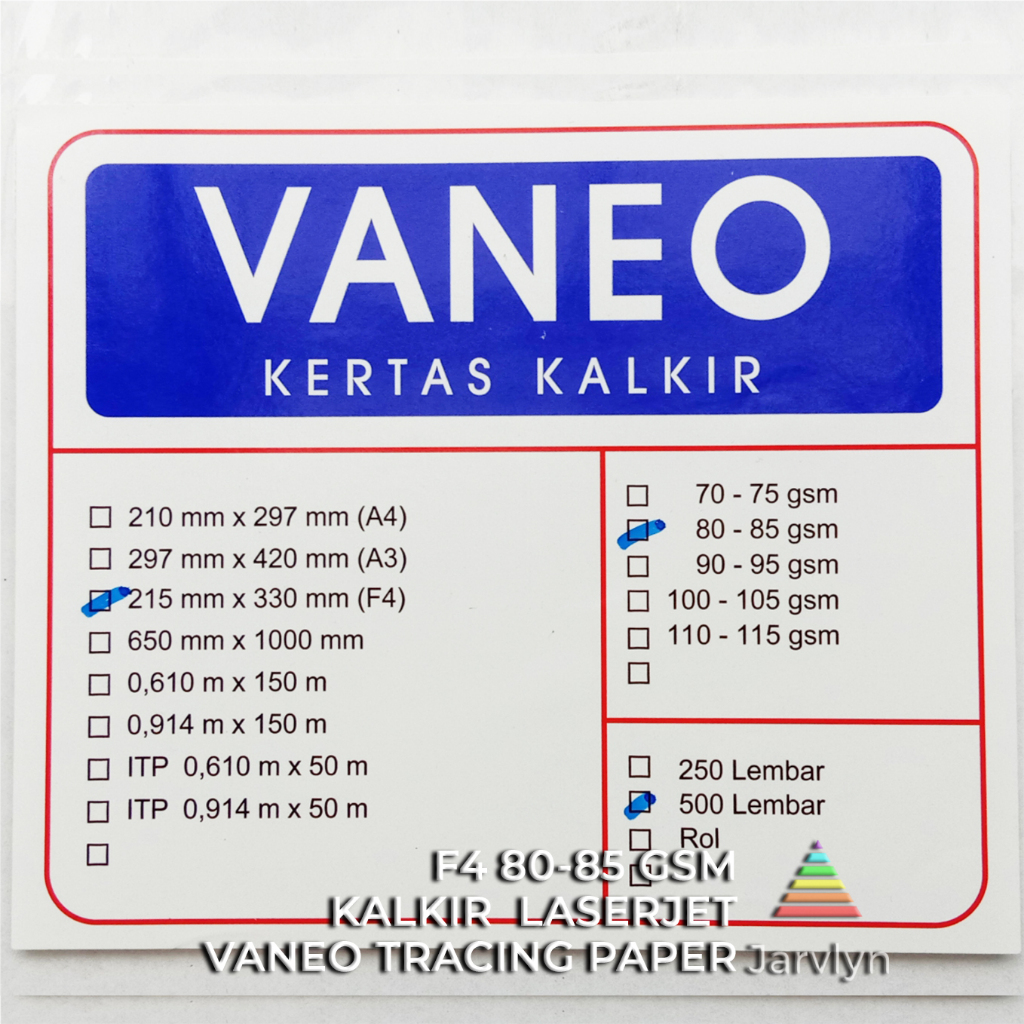 VANEO
KERTAS KALKIR
210 mm x 297 mm (A4)
297 mm x 420 mm (A3)
215 mm x 330 mm (F4)
650 mm x 1000 mm
0,610 m x 150 m
0,914 m x 150 m
ITP 0,610 m x 50 m
ITP 0,914 m x 50 m
70 - 75 gsm
80 - 85 gsm
90 - 95 gsm
100 - 105 gsm
110 - 115 gsm
250 Lembar
500 Lembar
Rol
F4 80-85 GSM
KALKIR LASERJET
VANEO TRACING PAPER
Jarvlyn